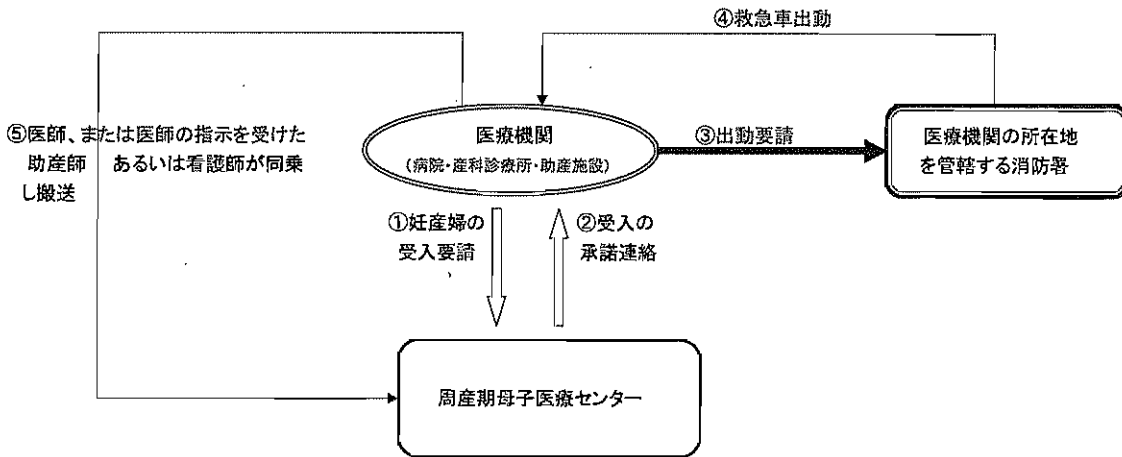 ④救急車出動
⑤医師、または医師の指示を受けた
助産師 あるいは看護師が同乗
し搬送
医療機関
(病院・産科診療所・助産施設)
③出動要請
医療機関の所在地
を管轄する消防署
①妊産婦の
受入要請
②受入の
承諾連絡
周産期母子医療センター